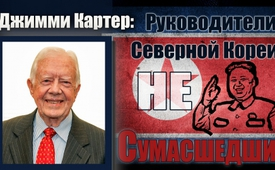 Джимми Картер: Руководители
Северной Кореи
НЕ
Сумасшедшие